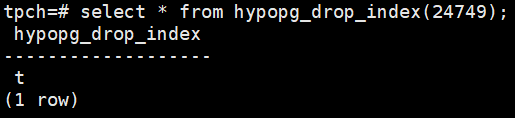 tpch=# select * from hypopg_drop_index(24749);
 hypopg_drop_index
-------------------
 t
(1 row)